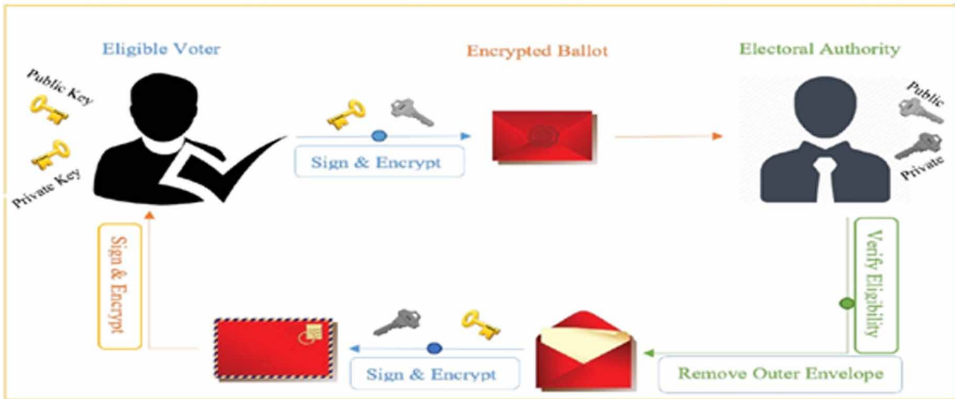 Eligible Voter
Encrypted Ballot
Electoral Authority
Public Key
Private Key
Sign & Encrypt
Public
Private
Sign & Encrypt
Verify Eligibility
Sign & Encrypt
Remove Outer Envelope